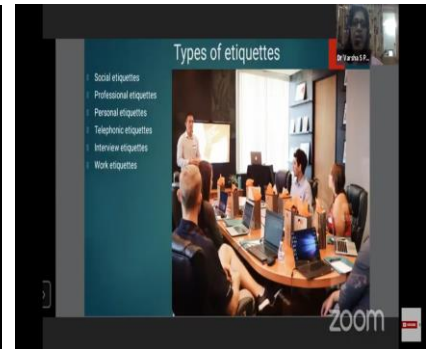 Types of etiquettes
Dr Varsha S P...
Social etiquettes
Professional etiquettes
Personal etiquettes
Telephonic etiquettes
Interview etiquettes
Work etiquettes
zoom